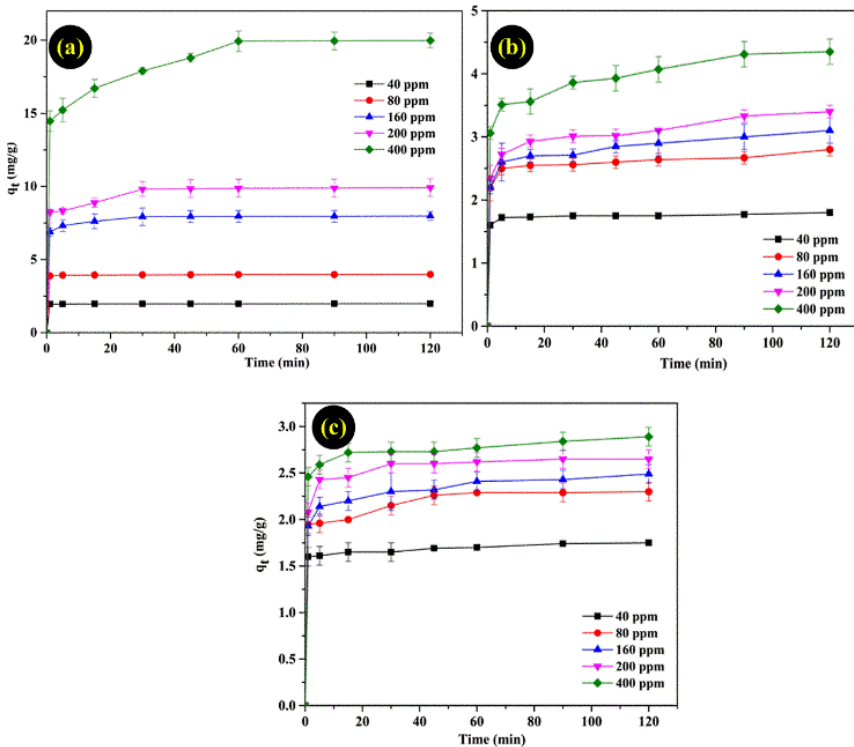 (a)
q_t (mg/g)
20
15
10
5
0
40 ppm
80 ppm
160 ppm
200 ppm
400 ppm
0 20 40 60 80 100 120
Time (min)
(b)
q_t (mg/g)
5
4
3
2
1
0
40 ppm
80 ppm
160 ppm
200 ppm
400 ppm
0 20 40 60 80 100 120
Time (min)
(c)
q_t (mg/g)
3.0
2.5
2.0
1.5
1.0
0.5
0.0
40 ppm
80 ppm
160 ppm
200 ppm
400 ppm
0 20 40 60 80 100 120
Time (min)